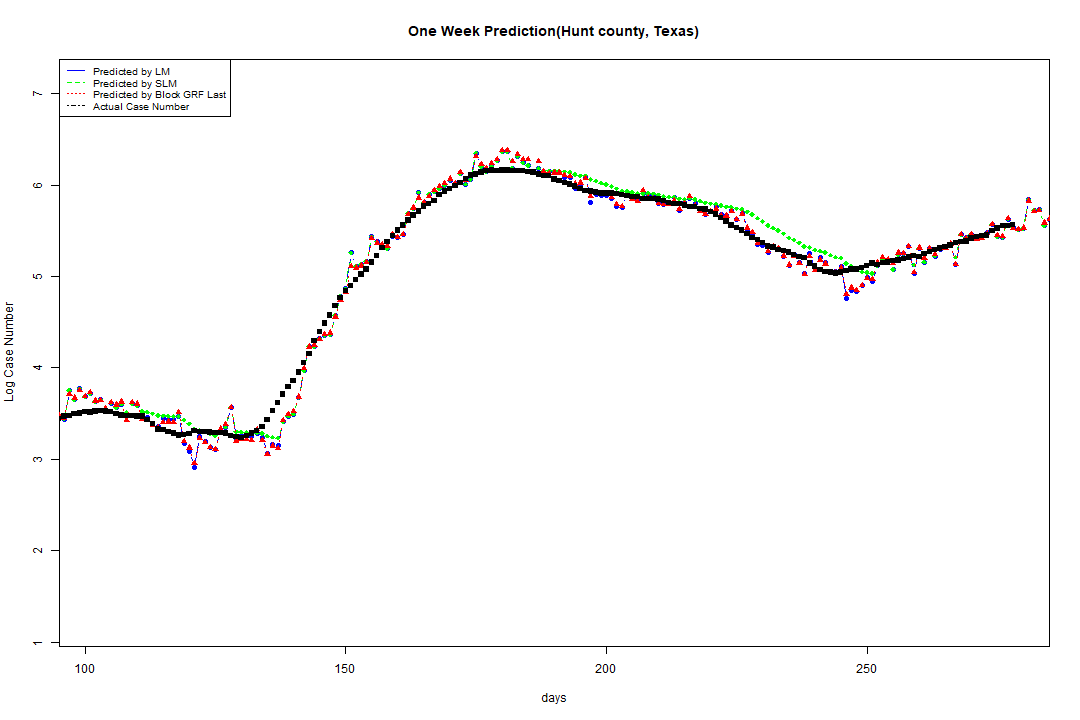 One Week Prediction(Hunt county, Texas)
Predicted by LM
Predicted by SLM
Predicted by Block GRF Last
Actual Case Number
7
6
5
4
3
2
1
Log Case Number
100 150 200 250
days